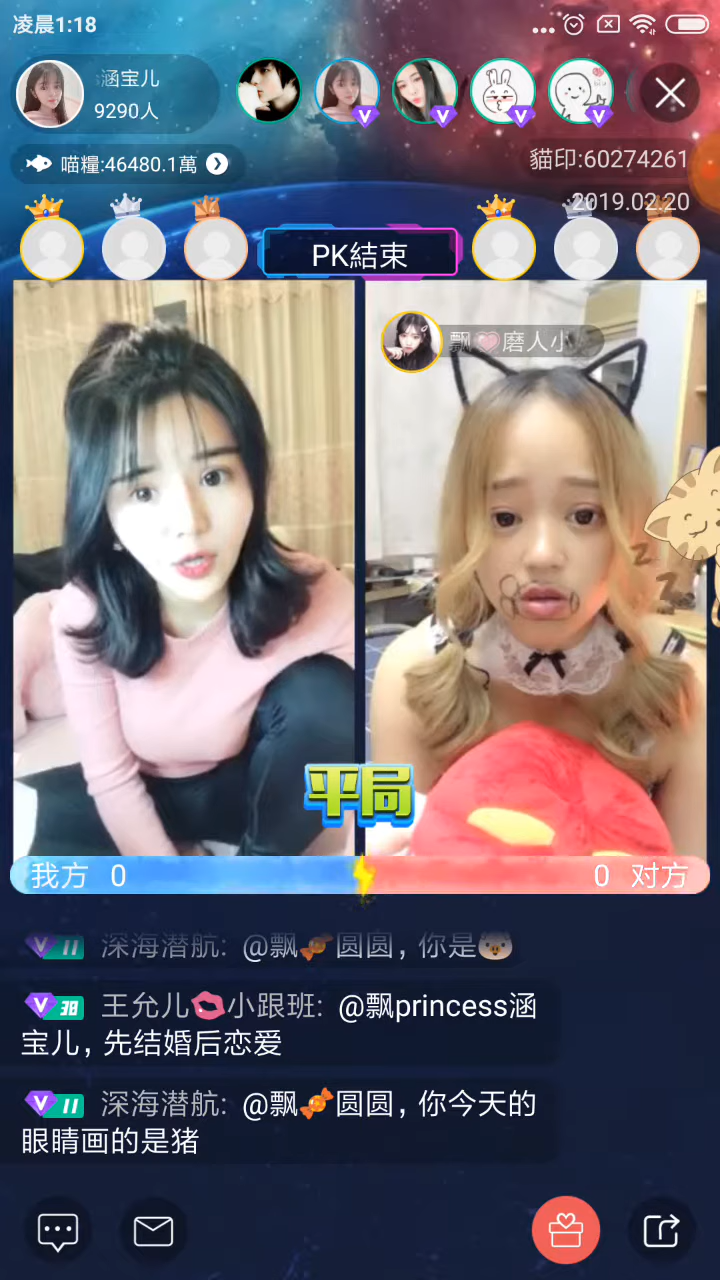 凌晨1:18
涵宝儿
9290人
喵糧:46480.1萬
貓印:60274261
2019.02.20
PK結束
飘💗磨人小
平局
我方 0
0 对方
V 11 深海潜航: @飘🍬圆圆，你是🐷
V 38 王允儿💋小跟班: @飘princess涵
宝儿，先结婚后恋爱
V 11 深海潜航: @飘🍬圆圆，你今天的
眼睛画的是猪